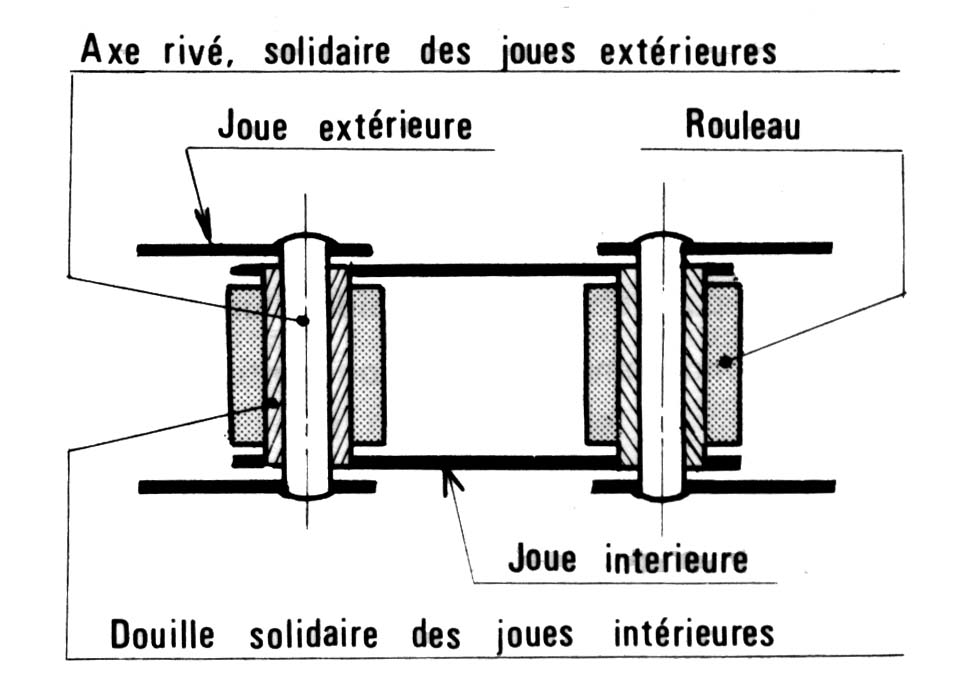 Axe rivé, solidaire des joues extérieures
Joue extérieure
Rouleau
Joue interieure
Douille solidaire des joues intérieures